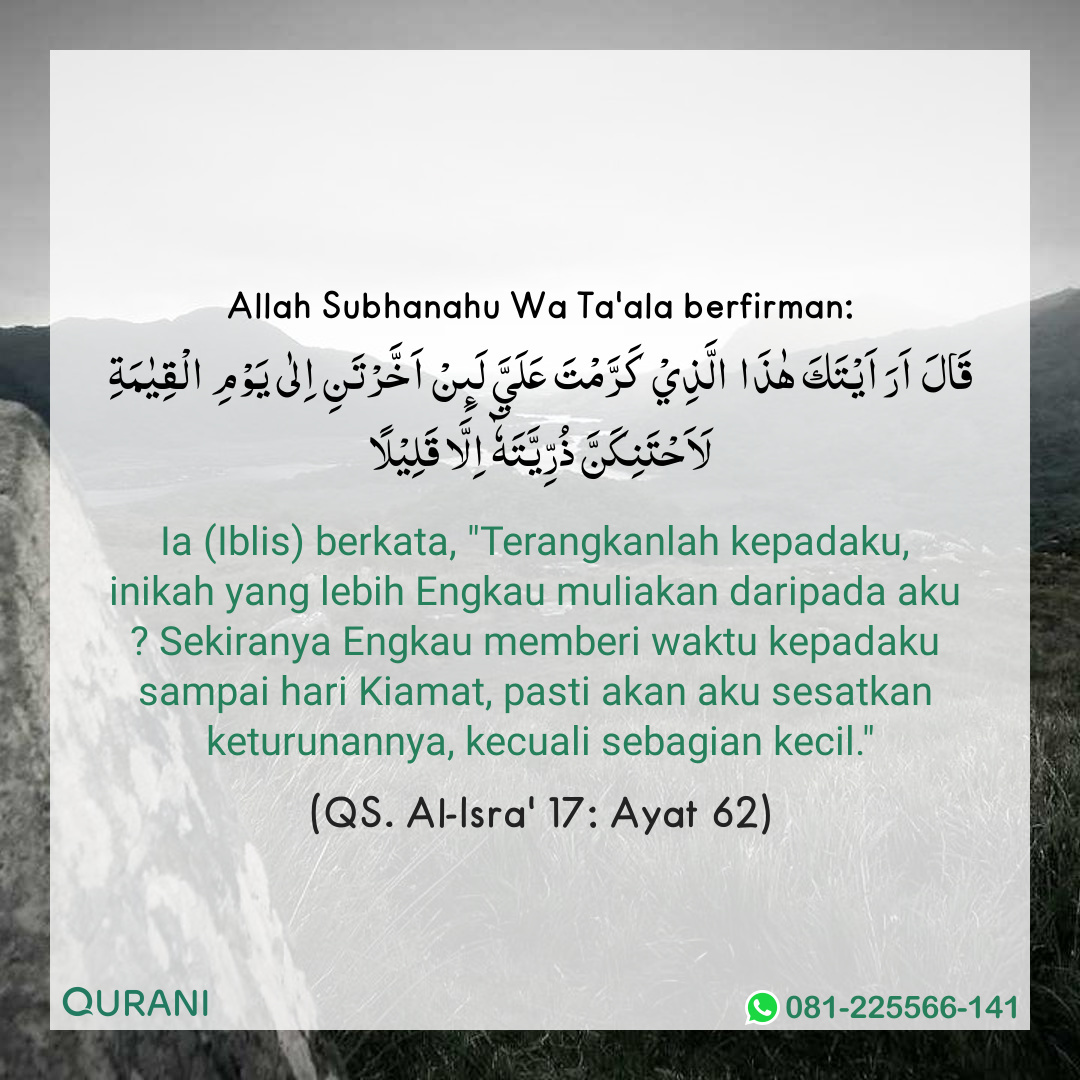 Allah Subhanahu Wa Ta'ala berfirman:
قَالَ اَرَاَيْتَكَ هٰذَا الَّذِيْ كَرَّمْتَ عَلَيَّ لَىِٕنْ اَخَّرْتَنِ اِلٰى يَوْمِ الْقِيٰمَةِ
لَاَحْتَنِكَنَّ ذُرِّيَّتَهٗٓ اِلَّا قَلِيْلًا
Ia (Iblis) berkata, "Terangkanlah kepadaku,
inikah yang lebih Engkau muliakan daripada aku
? Sekiranya Engkau memberi waktu kepadaku
sampai hari Kiamat, pasti akan aku sesatkan
keturunannya, kecuali sebagian kecil."
(QS. Al-Isra' 17: Ayat 62)
QURANI
081-225566-141